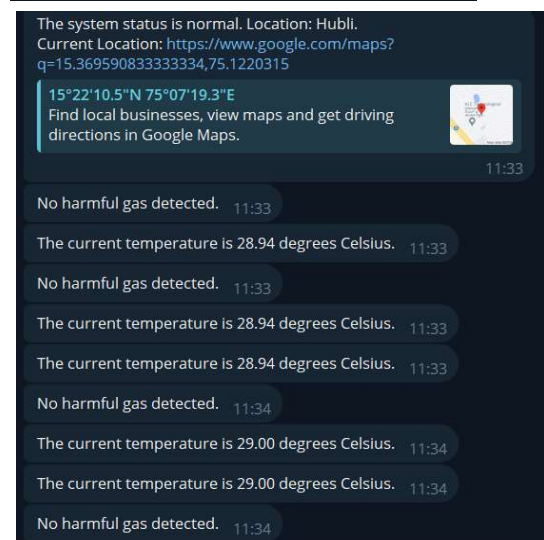 The system status is normal. Location: Hubli.
Current Location: https://www.google.com/maps?
q=15.369590833333334,75.1220315
15°22'10.5"N 75°07'19.3"E
Find local businesses, view maps and get driving
directions in Google Maps.
11:33
No harmful gas detected. 11:33
The current temperature is 28.94 degrees Celsius. 11:33
No harmful gas detected. 11:33
The current temperature is 28.94 degrees Celsius. 11:33
The current temperature is 28.94 degrees Celsius. 11:33
No harmful gas detected. 11:34
The current temperature is 29.00 degrees Celsius. 11:34
The current temperature is 29.00 degrees Celsius. 11:34
No harmful gas detected. 11:34